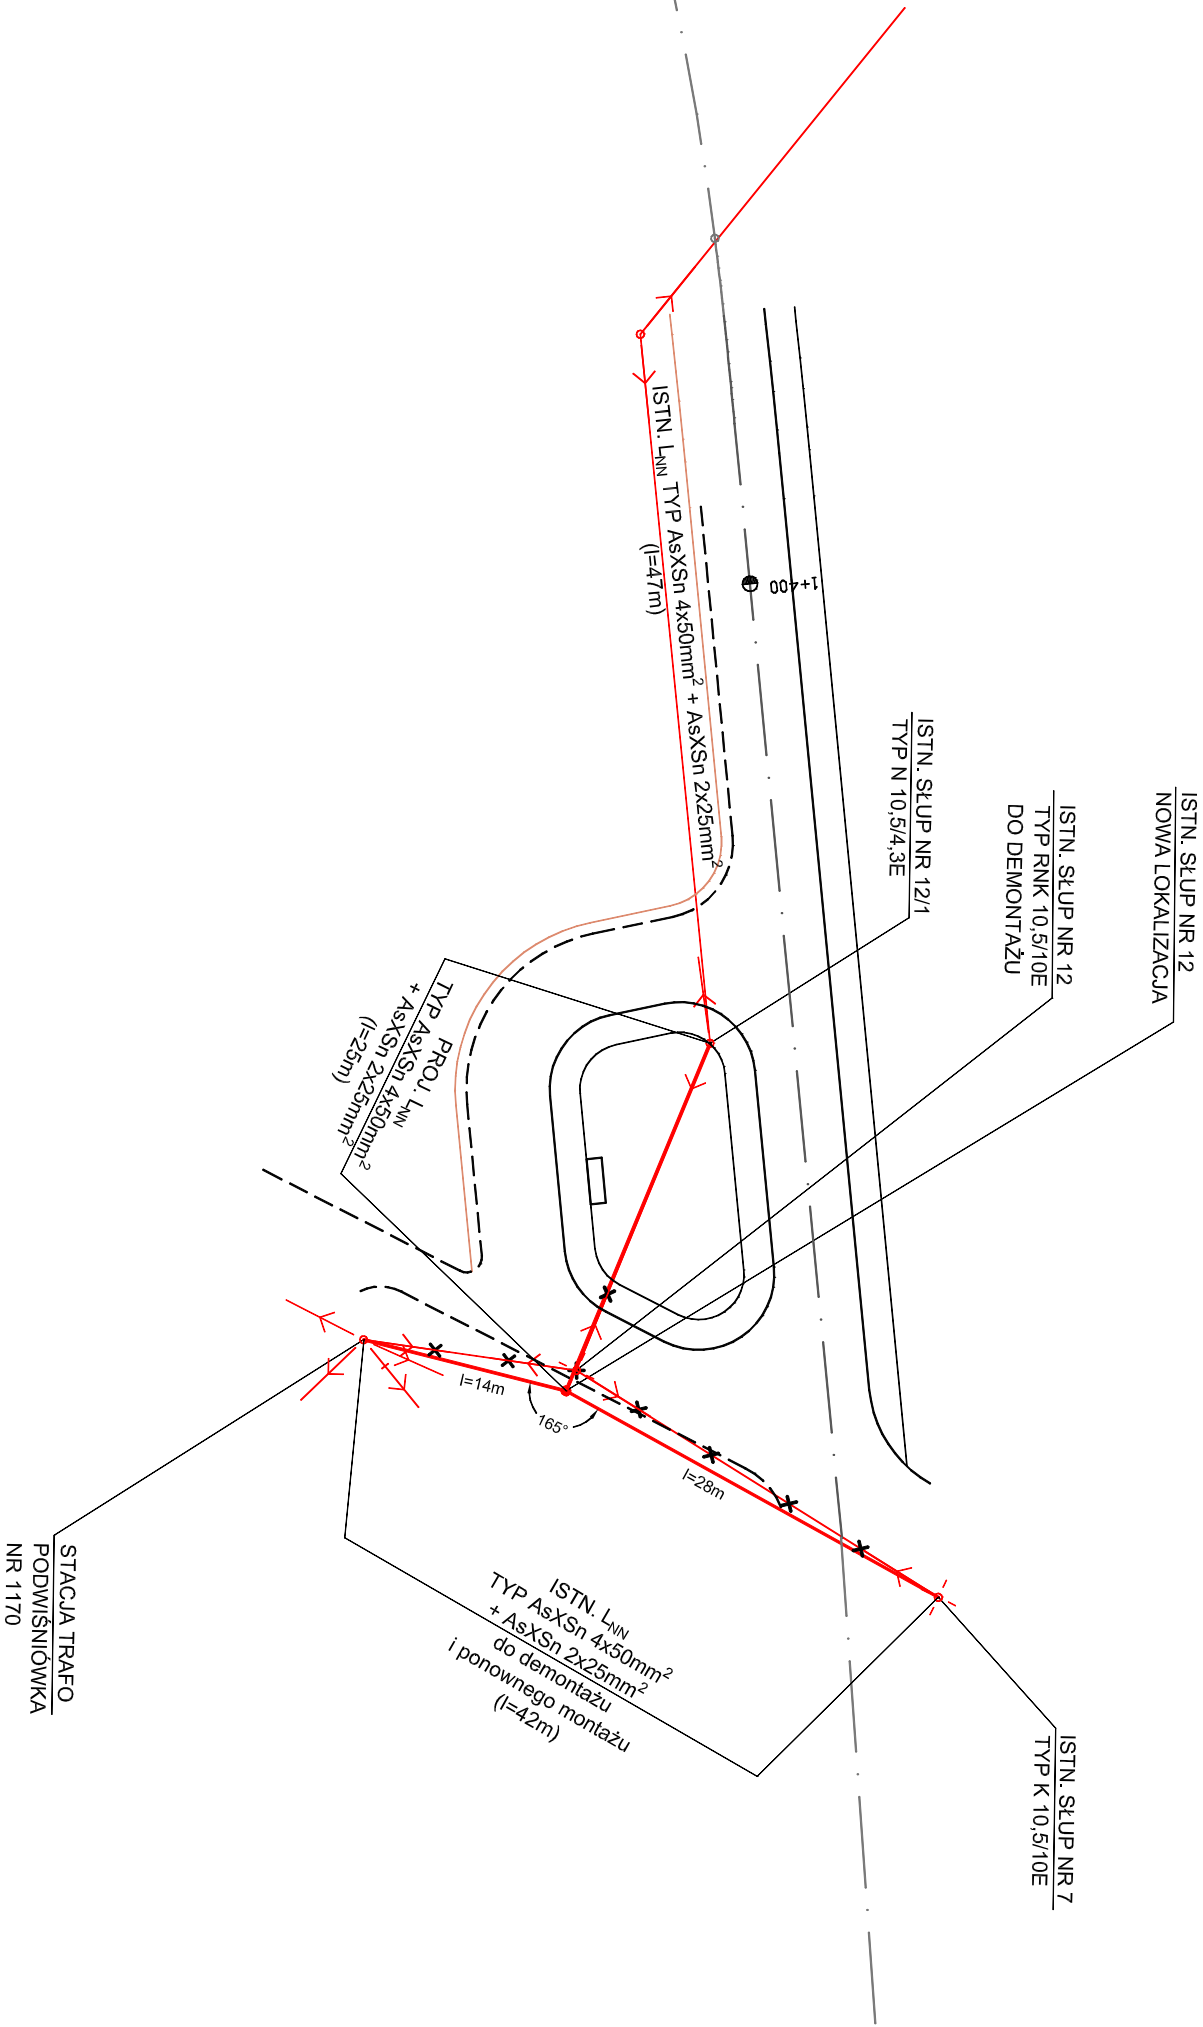 ISTN. SŁUP NR 12
NOWA LOKALIZACJA
ISTN. SŁUP NR 12
TYP RNK 10,5/10E
DO DEMONTAŻU
ISTN. SŁUP NR 12/1
TYP N 10,5/4,3E
1+400
ISTN. LNN TYP AsXSn 4x50mm² + AsXSn 2x25mm²
(l=47m)
PROJ. LNN
TYP AsXSn 4x50mm²
+ AsXSn 2x25mm²
(l=25m)
l=14m
165°
l=28m
ISTN. LNN
TYP AsXSn 4x50mm²
+ AsXSn 2x25mm²
do demontażu
i ponownego montażu
(l=42m)
ISTN. SŁUP NR 7
TYP K 10,5/10E
STACJA TRAFO
PODWIŚNIÓWKA
NR 1170